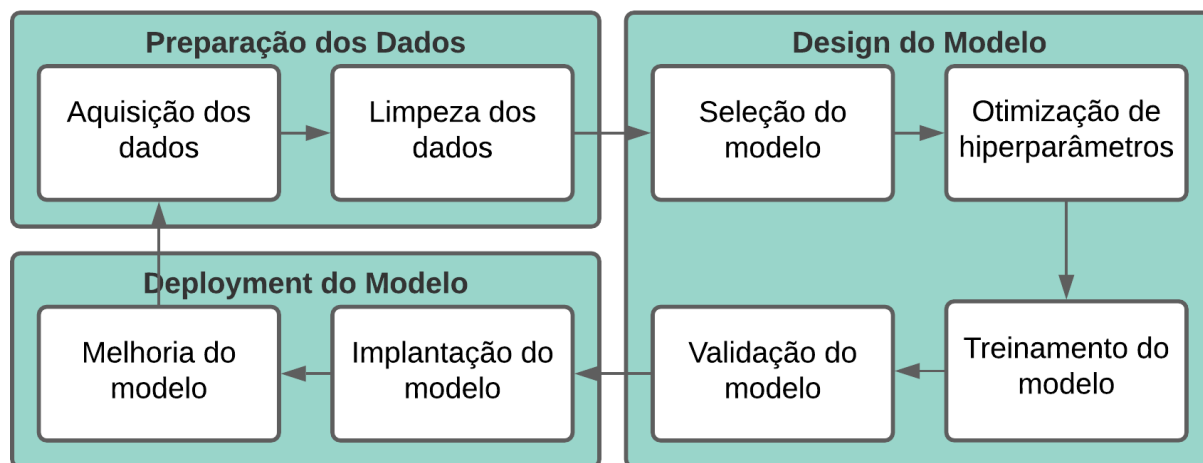 Preparação dos Dados
Aquisição dos
dados
Limpeza dos
dados
Design do Modelo
Seleção do
modelo
Otimização de
hiperparâmetros
Treinamento do
modelo
Validação do
modelo
Deployment do Modelo
Implantação do
modelo
Melhoria do
modelo